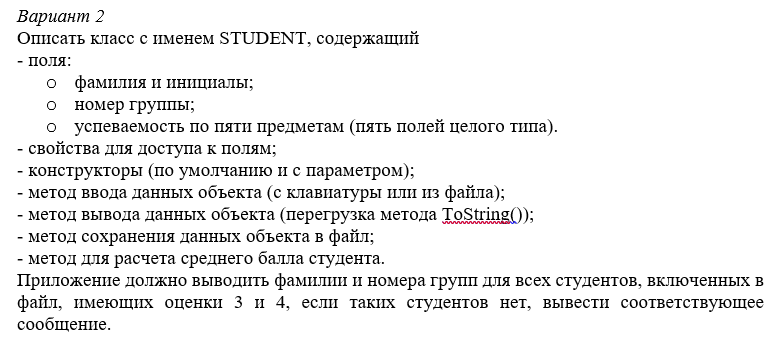 Вариант 2
Описать класс с именем STUDENT, содержащий
- поля:
o фамилия и инициалы;
o номер группы;
o успеваемость по пяти предметам (пять полей целого типа).
- свойства для доступа к полям;
- конструкторы (по умолчанию и с параметром);
- метод ввода данных объекта (с клавиатуры или из файла);
- метод вывода данных объекта (перегрузка метода ToString());
- метод сохранения данных объекта в файл;
- метод для расчета среднего балла студента.
Приложение должно выводить фамилии и номера групп для всех студентов, включенных в
файл, имеющих оценки 3 и 4, если таких студентов нет, вывести соответствующее
сообщение.